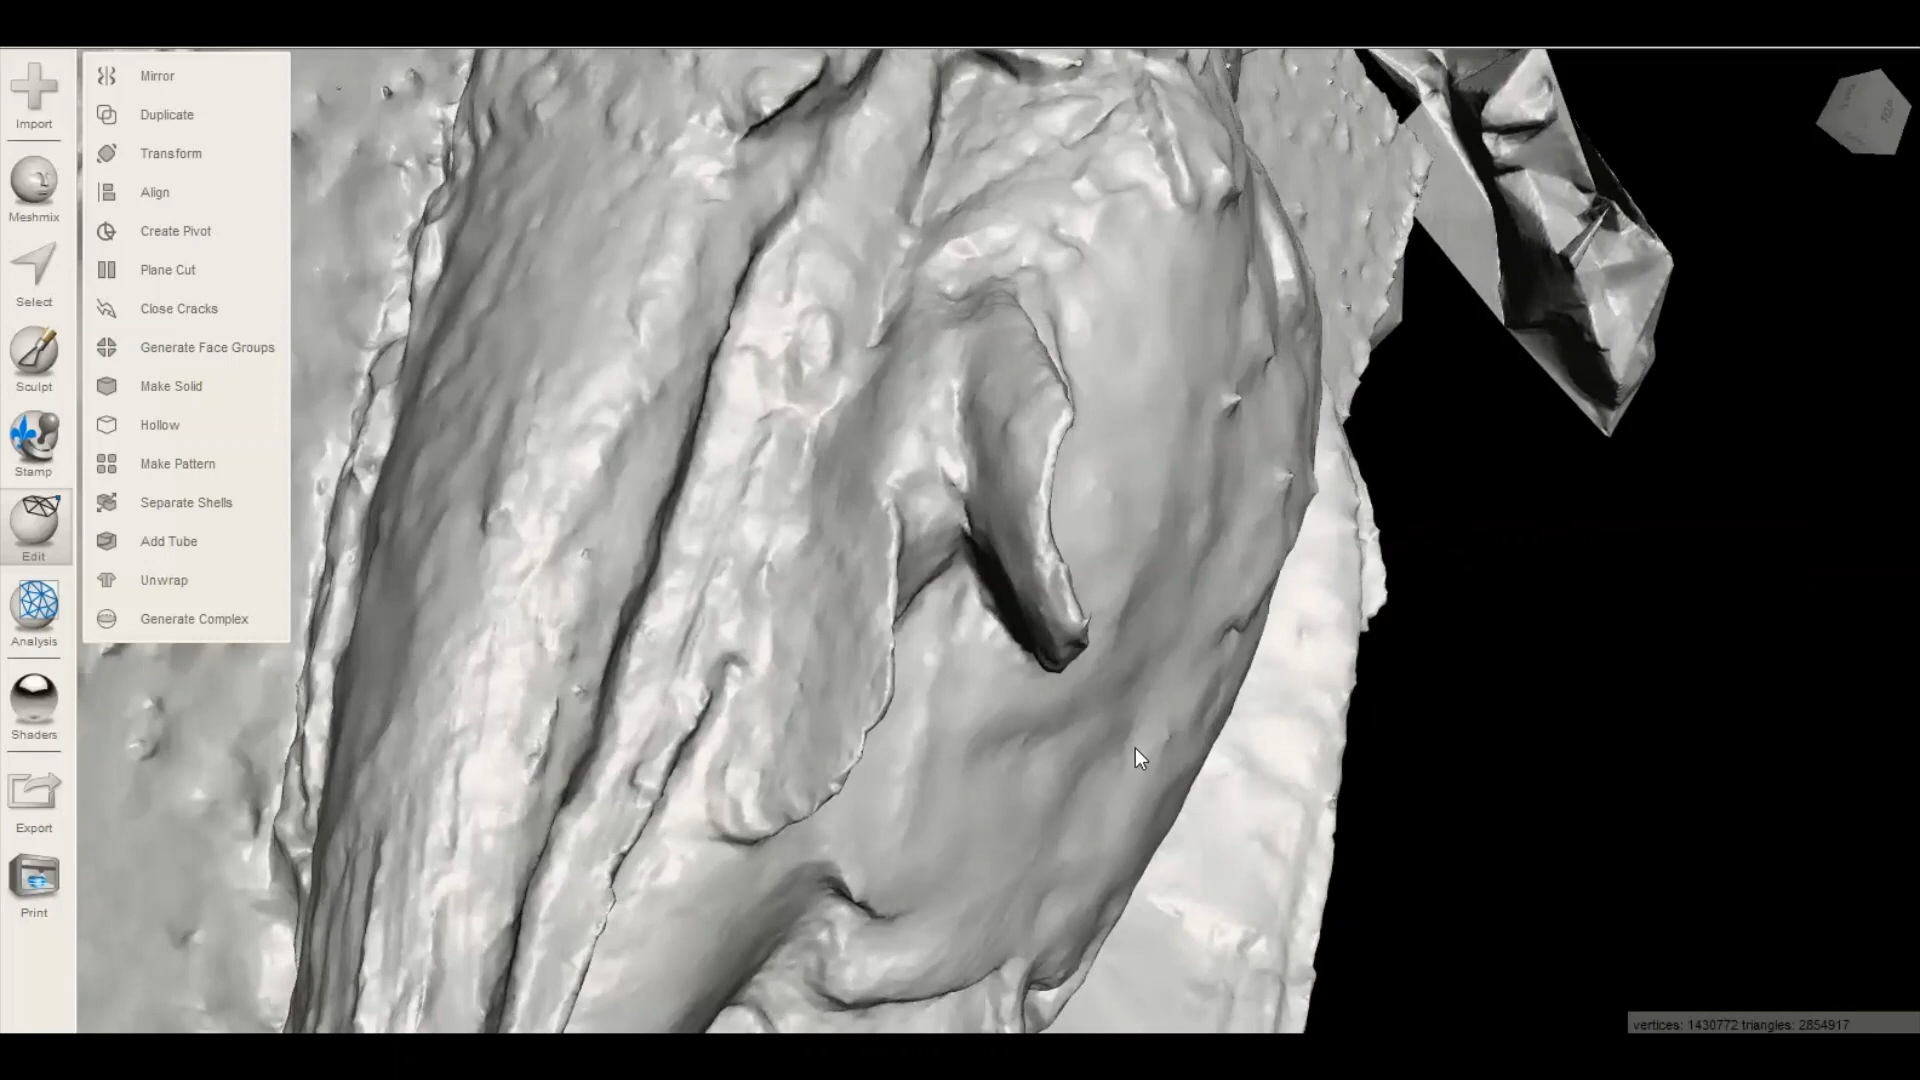 Import
Meshmix
Select
Sculpt
Stamp
Edit
Analysis
Shaders
Export
Print
Mirror
Duplicate
Transform
Align
Create Pivot
Plane Cut
Close Cracks
Generate Face Groups
Make Solid
Hollow
Make Pattern
Separate Shells
Add Tube
Unwrap
Generate Complex
vertices: 1430772 triangles: 2854917